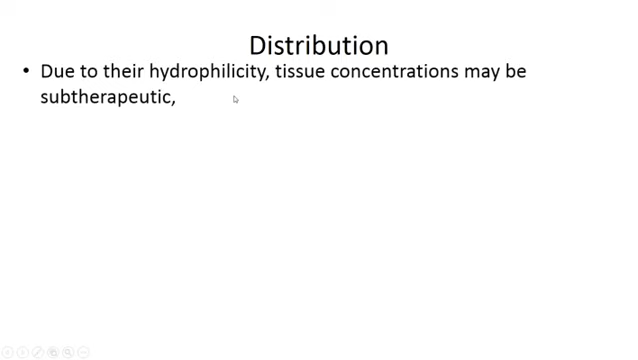 Distribution
• Due to their hydrophilicity, tissue concentrations may be
subtherapeutic,